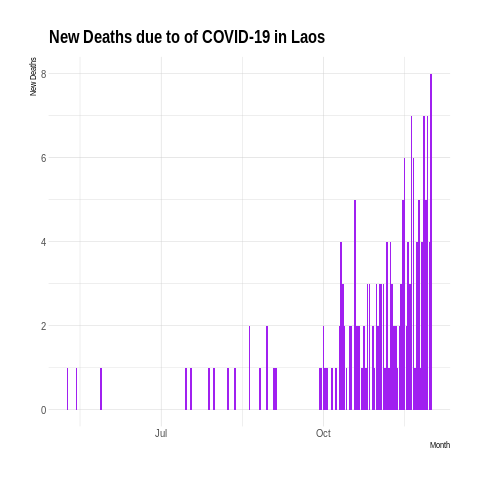 New Deaths due to of COVID-19 in Laos
New Deaths
8
6
4
2
0
Jul
Oct
Month